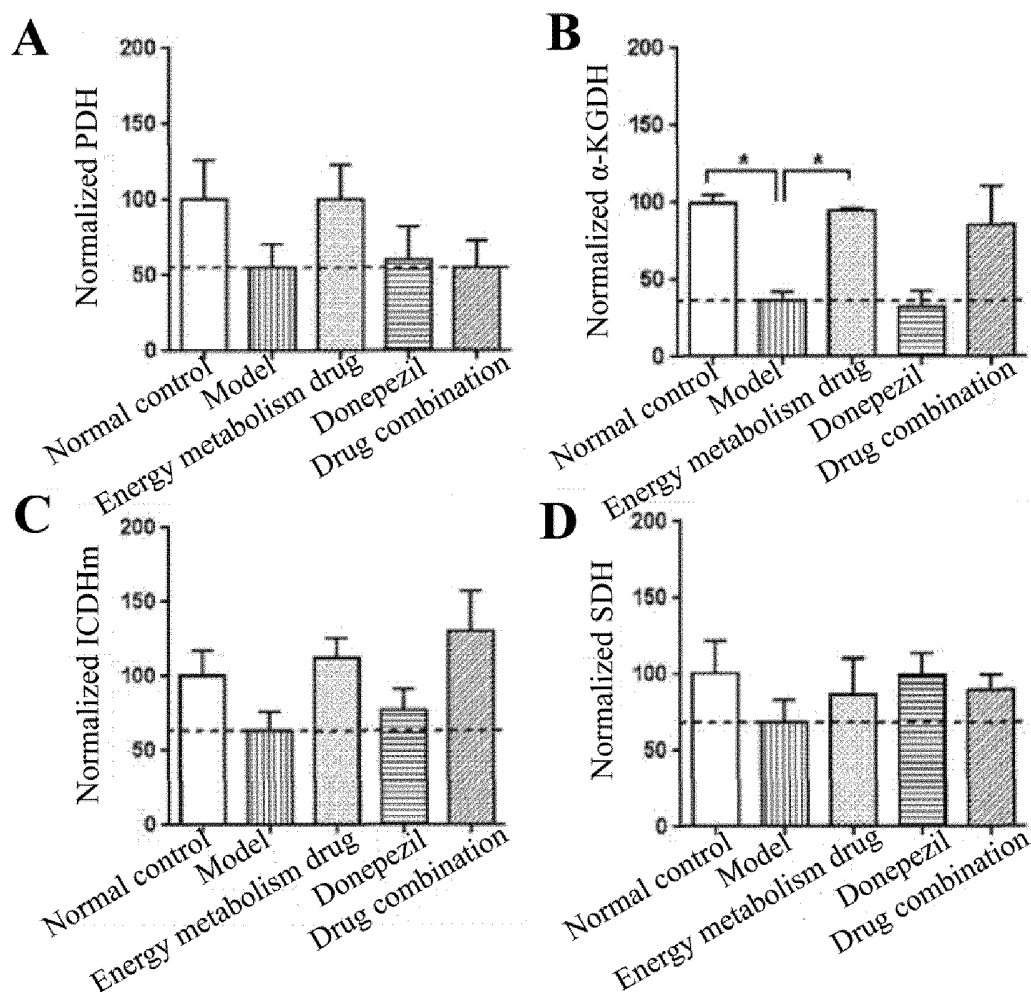 A
Normalized PDH
200
150
100
50
0
Normal control
Model
Energy metabolism drug
Donepezil
Drug combination
B
Normalized α-KGDH
200
150
100
50
0
* *
Normal control
Model
Energy metabolism drug
Donepezil
Drug combination
C
Normalized ICDHm
200
150
100
50
0
Normal control
Model
Energy metabolism drug
Donepezil
Drug combination
D
Normalized SDH
200
150
100
50
0
Normal control
Model
Energy metabolism drug
Donepezil
Drug combination